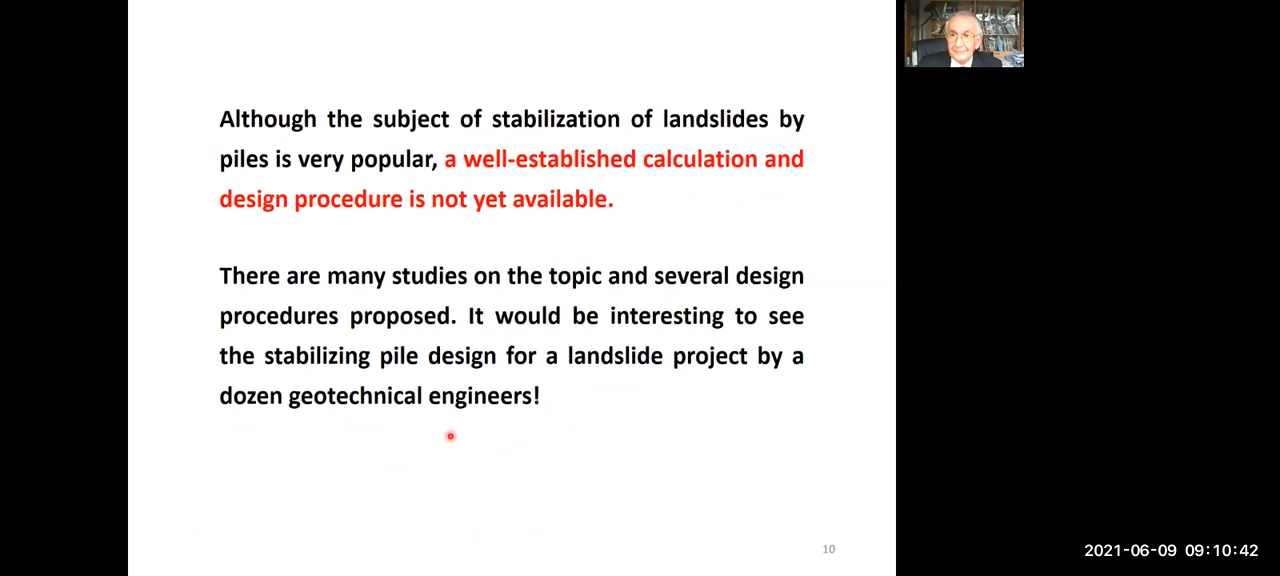 Although the subject of stabilization of landslides by
piles is very popular, a well-established calculation and
design procedure is not yet available.
There are many studies on the topic and several design
procedures proposed. It would be interesting to see
the stabilizing pile design for a landslide project by a
dozen geotechnical engineers!
10
2021-06-09 09:10:42